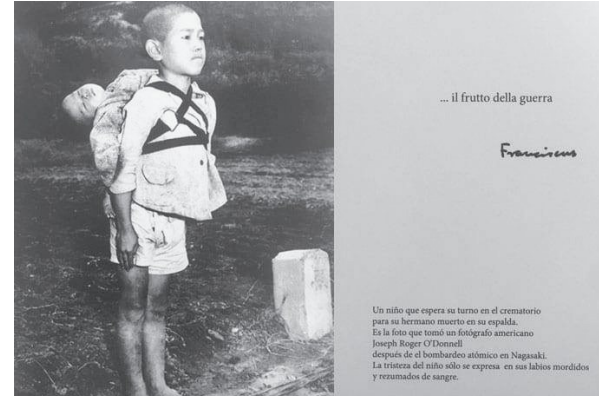 ... il frutto della guerra
Franciscus
Un niño que espera su turno en el crematorio
para su hermano muerto en su espalda.
Es la foto que tomó un fotógrafo americano
Joseph Roger O'Donnell
después de el bombardeo atómico en Nagasaki.
La tristeza del niño sólo se expresa en sus labios mordidos
y rezumados de sangre.